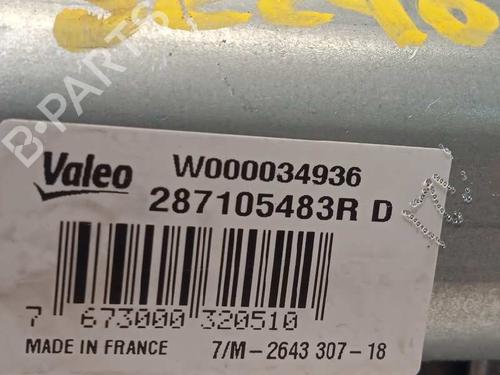 B-PARTS
Valeo
W000034936
287105483R D
7 673000 320510
MADE IN FRANCE 7/M-2643 307-18